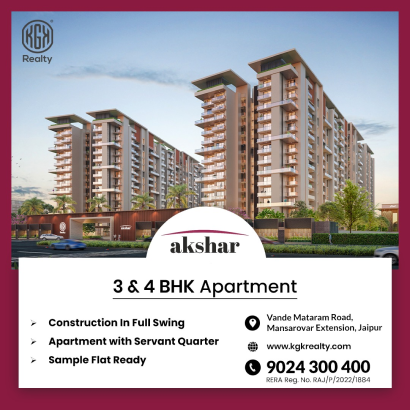 KGK
Realty
akshar
3 & 4 BHK Apartment
Construction In Full Swing
Apartment with Servant Quarter
Sample Flat Ready
Vande Mataram Road,
Mansarovar Extension, Jaipur
www.kgkrealty.com
9024 300 400
RERA Reg. No. RAJ/P/2022/1884